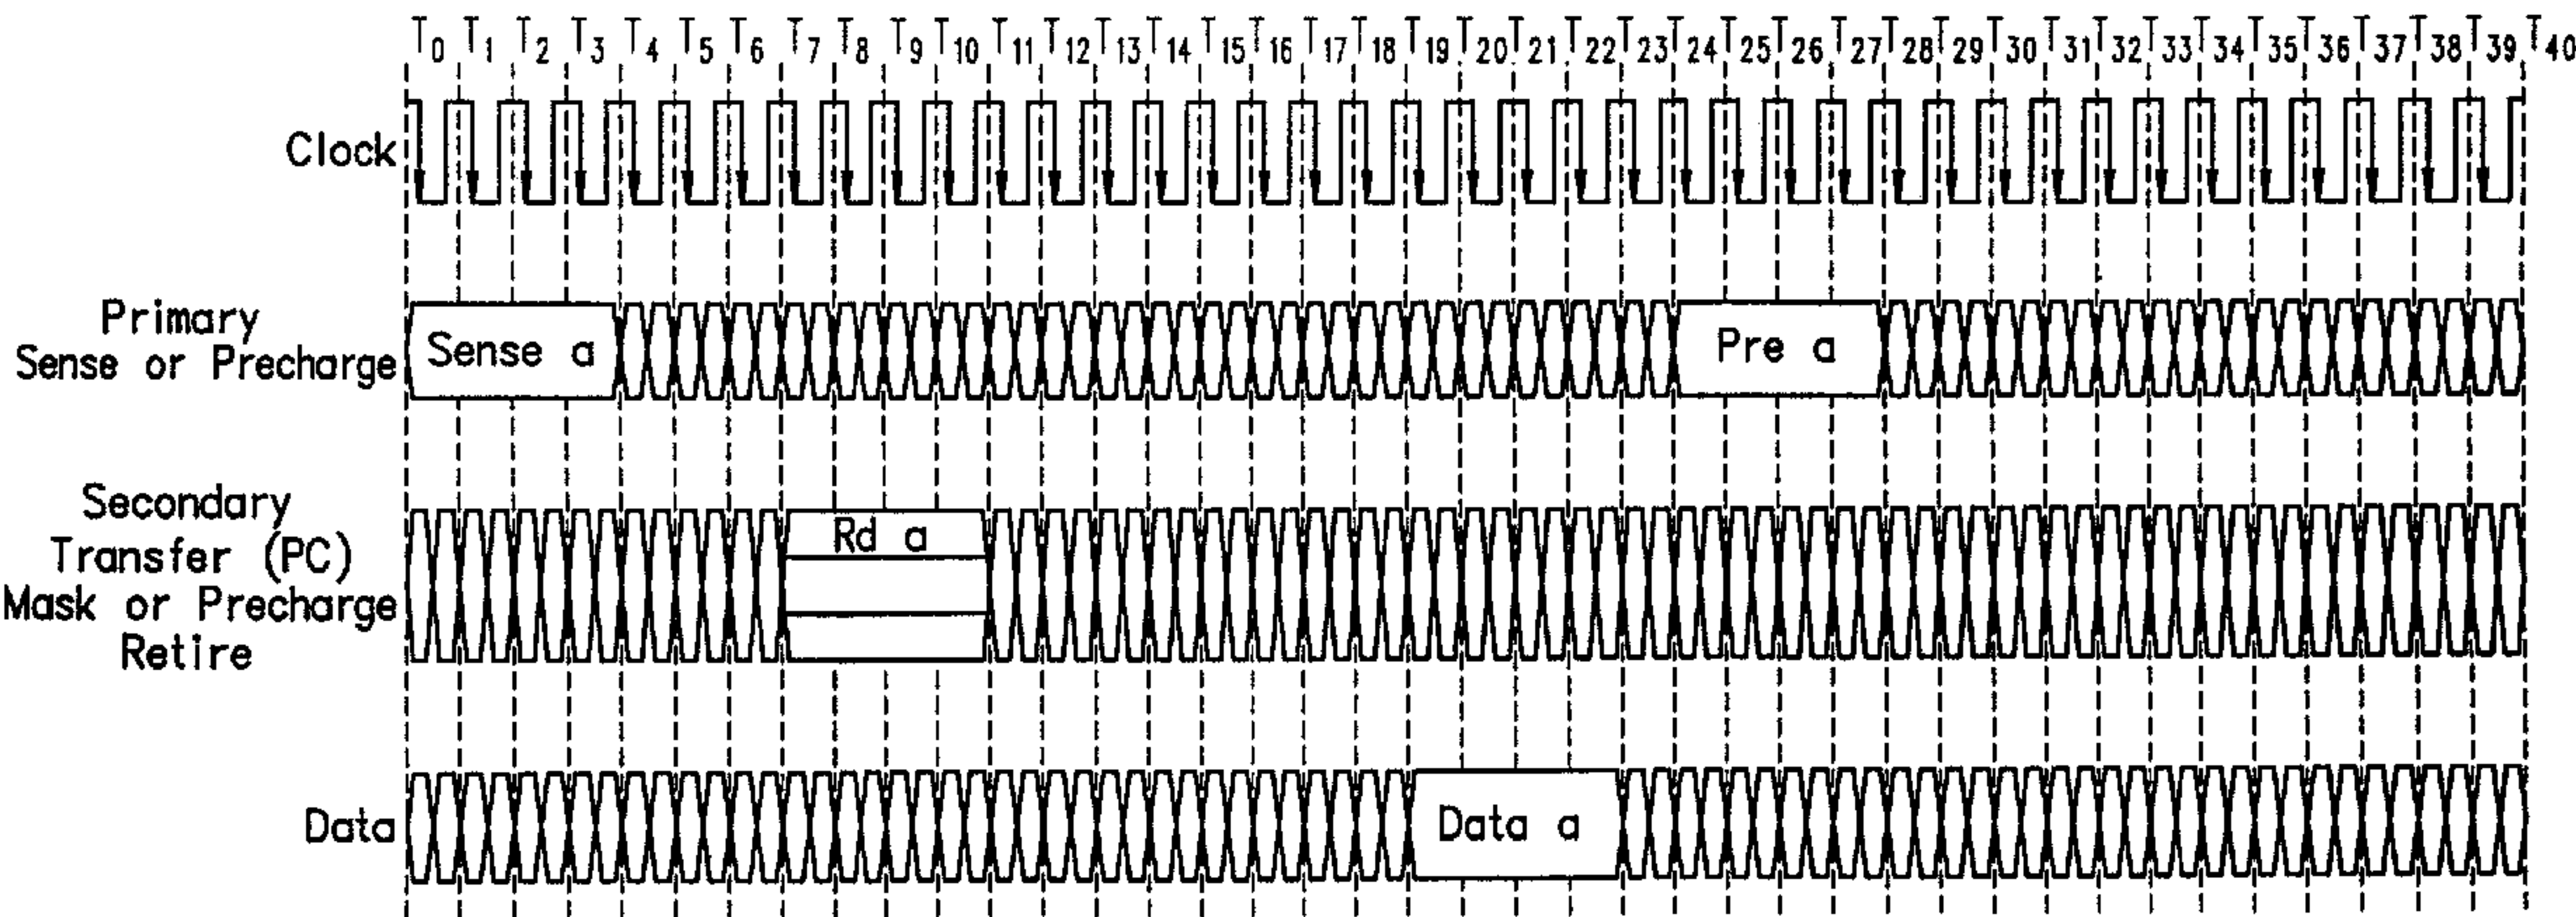 T0 T1 T2 T3 T4 T5 T6 T7 T8 T9 T10 T11 T12 T13 T14 T15 T16 T17 T18 T19 T20 T21 T22 T23 T24 T25 T26 T27 T28 T29 T30 T31 T32 T33 T34 T35 T36 T37 T38 T39 T40
Clock
Primary
Sense or Precharge
Sense a
Pre a
Secondary
Transfer (PC)
Mask or Precharge
Retire
Rd a
Data
Data a